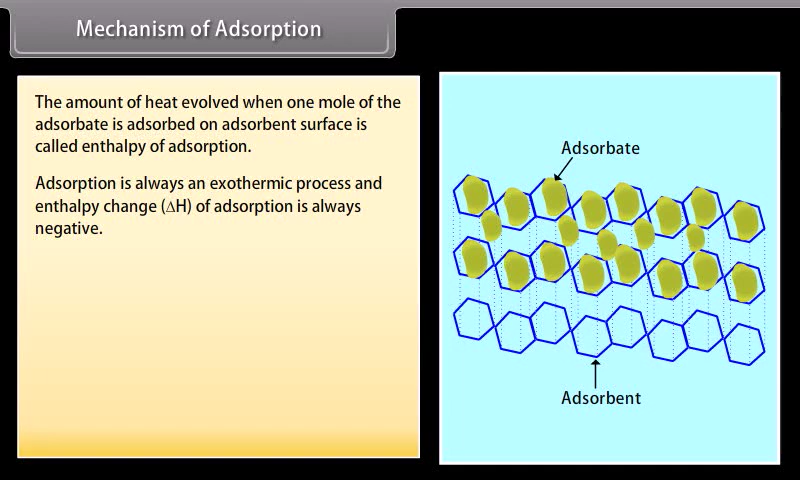 Mechanism of Adsorption
The amount of heat evolved when one mole of the
adsorbate is adsorbed on adsorbent surface is
called enthalpy of adsorption.
Adsorption is always an exothermic process and
enthalpy change (∆H) of adsorption is always
negative.
Adsorbate
Adsorbent